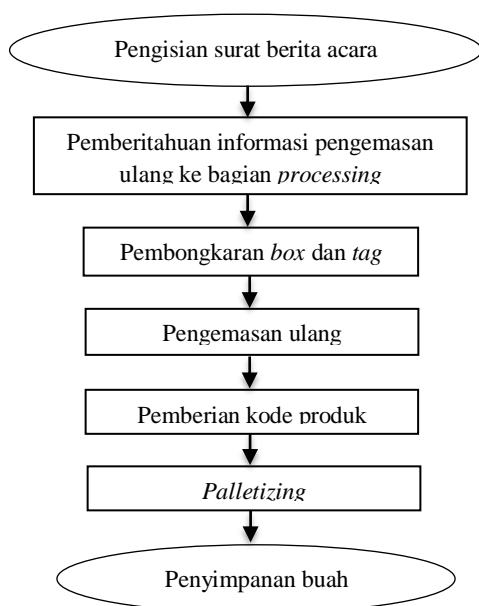 Pengisian surat berita acara
Pemberitahuan informasi pengemasan
ulang ke bagian processing
Pembongkaran box dan tag
Pengemasan ulang
Pemberian kode produk
Palletizing
Penyimpanan buah